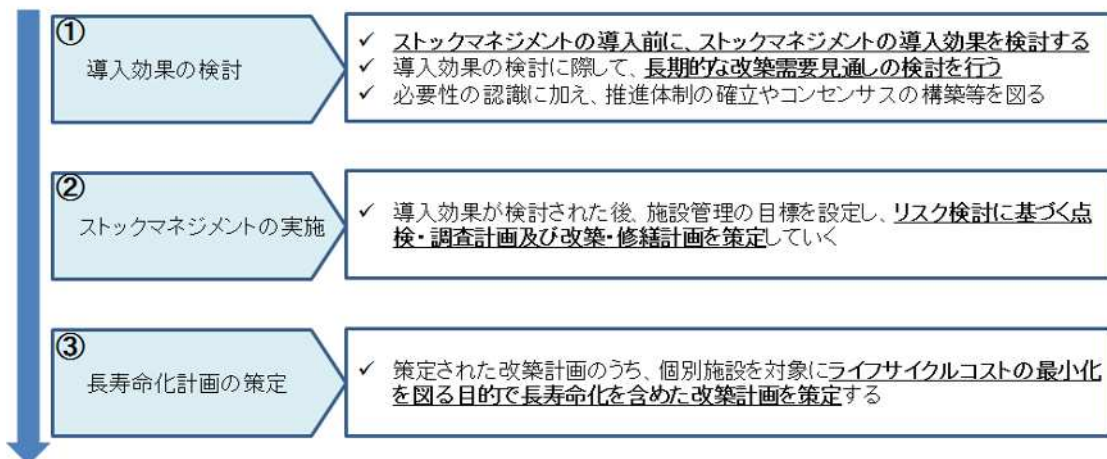 ①
導入効果の検討
✓ ストックマネジメントの導入前に、ストックマネジメントの導入効果を検討する
✓ 導入効果の検討に際して、長期的な改築需要見通しの検討を行う
✓ 必要性の認識に加え、推進体制の確立やコンセンサスの構築等を図る
②
ストックマネジメントの実施
✓ 導入効果が検討された後、施設管理の目標を設定し、リスク検討に基づく点
検・調査計画及び改築・修繕計画を策定していく
③
長寿命化計画の策定
✓ 策定された改築計画のうち、個別施設を対象にライフサイクルコストの最小化
を図る目的で長寿命化を含めた改築計画を策定する